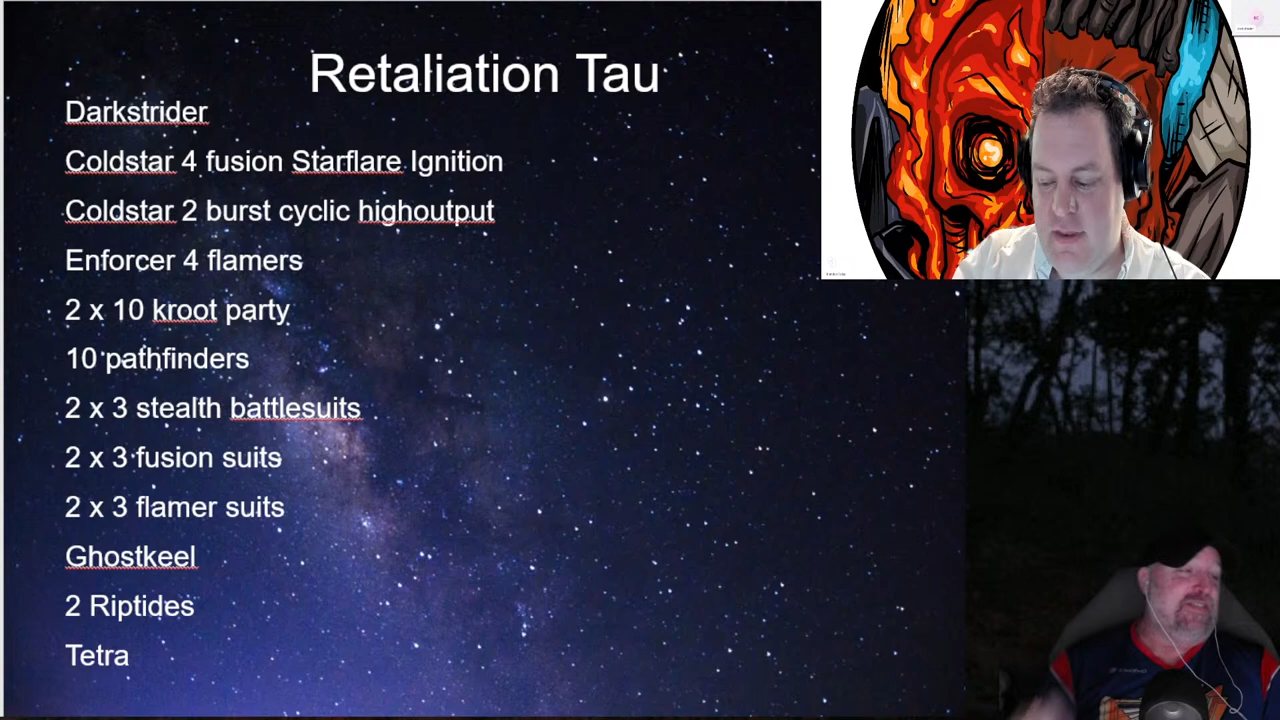 Retaliation Tau
Darkstrider
Coldstar 4 fusion Starflare Ignition
Coldstar 2 burst cyclic highoutput
Enforcer 4 flamers
2 x 10 kroot party
10 pathfinders
2 x 3 stealth battlesuits
2 x 3 fusion suits
2 x 3 flamer suits
Ghostkeel
2 Riptides
Tetra